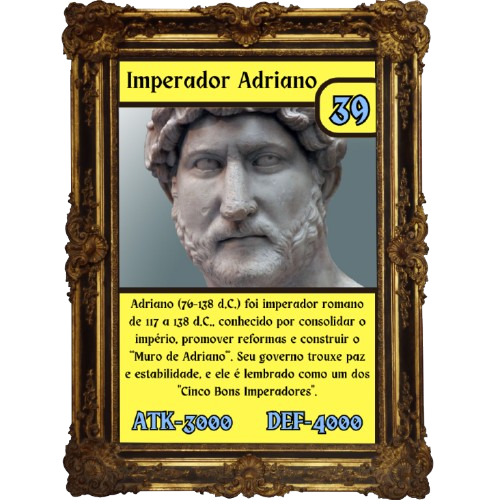 Imperador Adriano
39
Adriano (76-138 d.C.) foi imperador romano
de 117 a 138 d.C., conhecido por consolidar o
império, promover reformas e construir o
"Muro de Adriano". Seu governo trouxe paz
e estabilidade, e ele é lembrado como um dos
"Cinco Bons Imperadores".
ATK-3000 DEF-4000